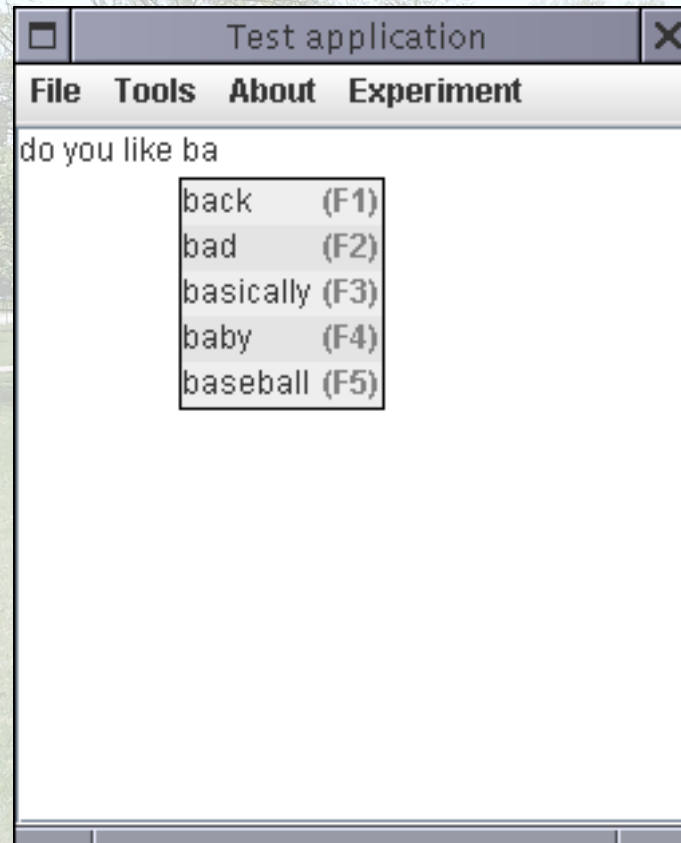 Test application
File Tools About Experiment
do you like ba
back (F1)
bad (F2)
basically (F3)
baby (F4)
baseball (F5)